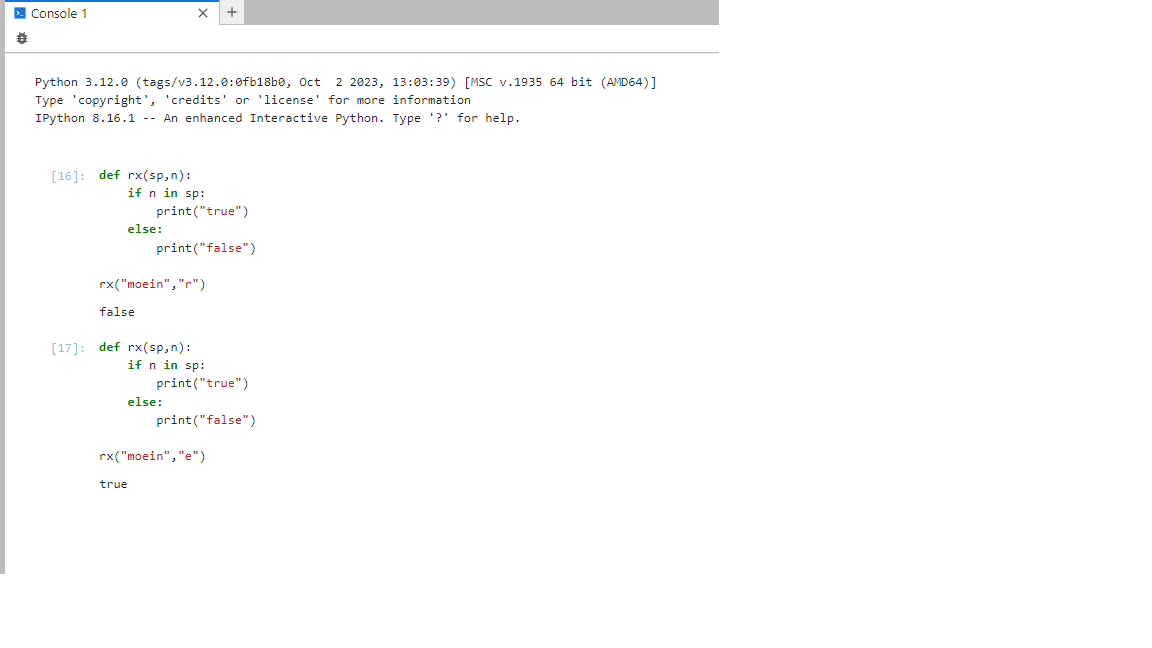 Console 1
Python 3.12.0 (tags/v3.12.0:0fb18b0, Oct  2 2023, 13:03:39) [MSC v.1935 64 bit (AMD64)]
Type 'copyright', 'credits' or 'license' for more information
IPython 8.16.1 -- An enhanced Interactive Python. Type '?' for help.
[16]: def rx(sp,n):
    if n in sp:
        print("true")
    else:
        print("false")
rx("moein","r")
false
[17]: def rx(sp,n):
    if n in sp:
        print("true")
    else:
        print("false")
rx("moein","e")
true